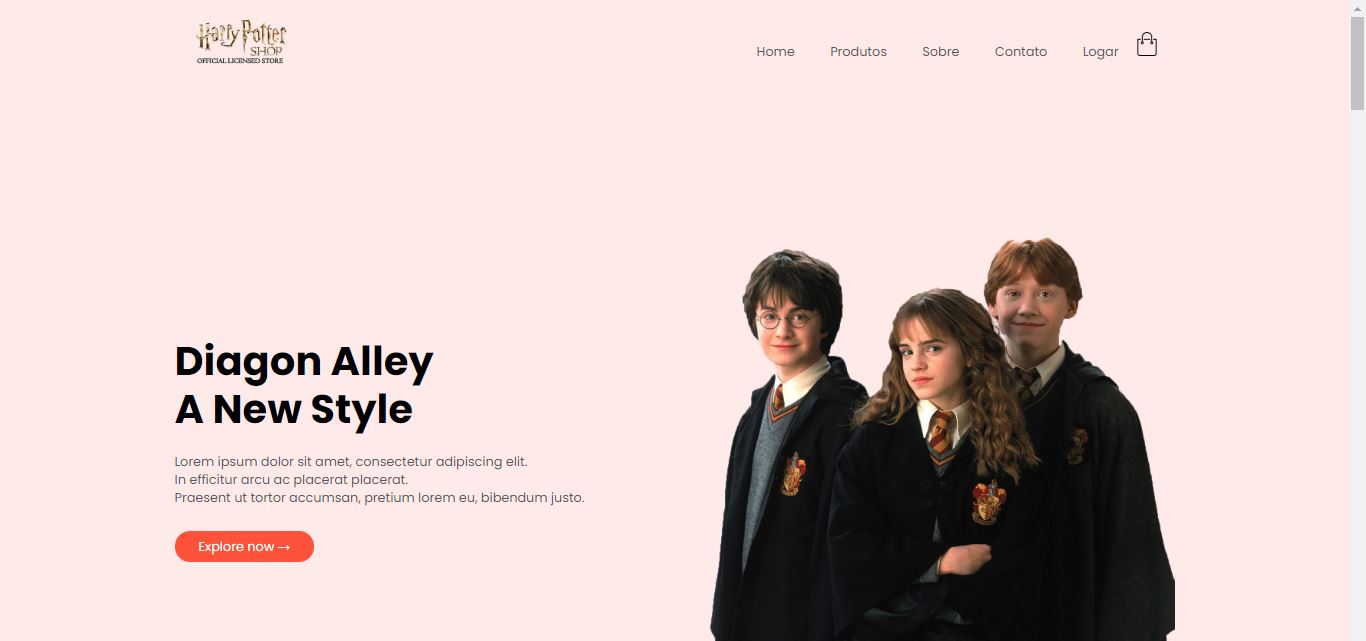 Harry Potter
SHOP
OFFICIAL LICENSED STORE
Home
Produtos
Sobre
Contato
Logar
Diagon Alley
A New Style
Lorem ipsum dolor sit amet, consectetur adipiscing elit.
In efficitur arcu ac placerat placerat.
Praesent ut tortor accumsan, pretium lorem eu, bibendum justo.
Explore now →